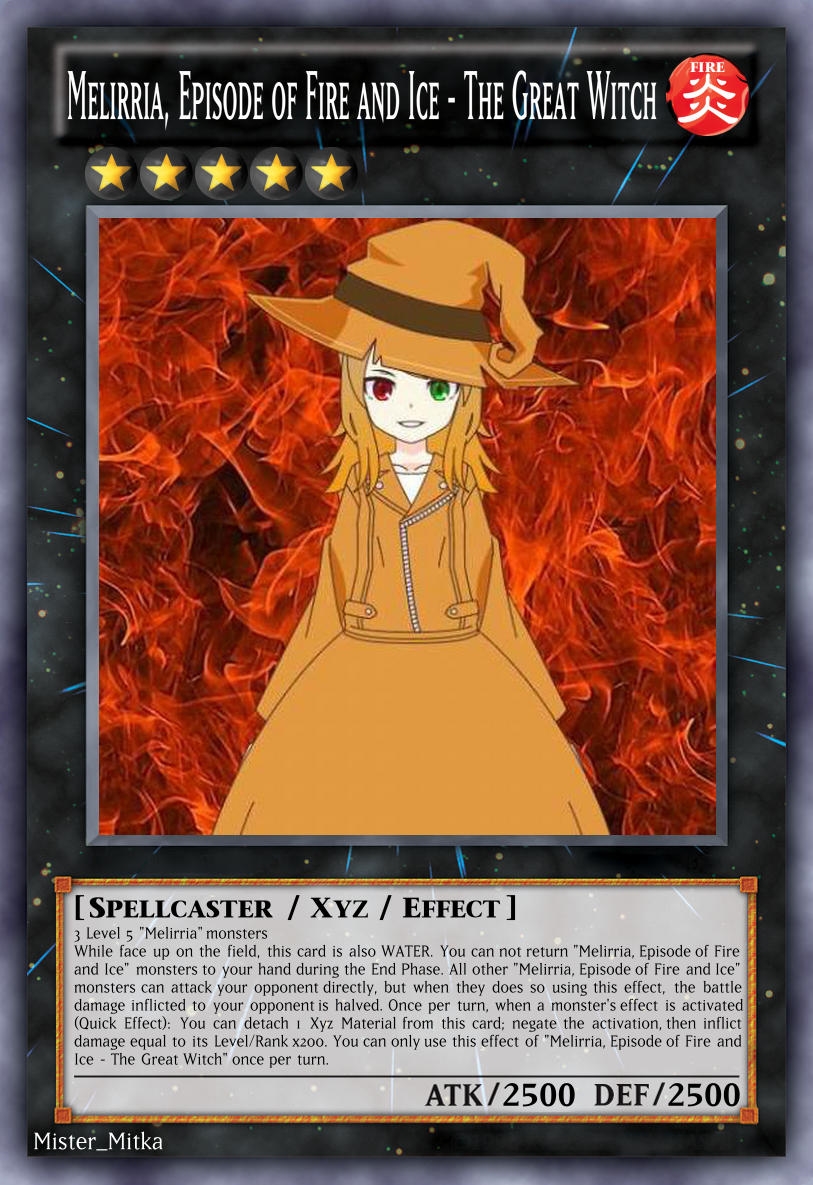 Melirria, Episode of Fire and Ice - The Great Witch
FIRE
炎
[ Spellcaster / Xyz / Effect ]
3 Level 5 "Melirria" monsters
While face up on the field, this card is also WATER. You can not return "Melirria, Episode of Fire
and Ice" monsters to your hand during the End Phase. All other "Melirria, Episode of Fire and Ice"
monsters can attack your opponent directly, but when they do so using this effect, the battle
damage inflicted to your opponent is halved. Once per turn, when a monster's effect is activated
(Quick Effect): You can detach 1 Xyz Material from this card; negate the activation, then inflict
damage equal to its Level/Rank x200. You can only use this effect of "Melirria, Episode of Fire and
Ice - The Great Witch" once per turn.
ATK/2500 DEF/2500
Mister_Mitka